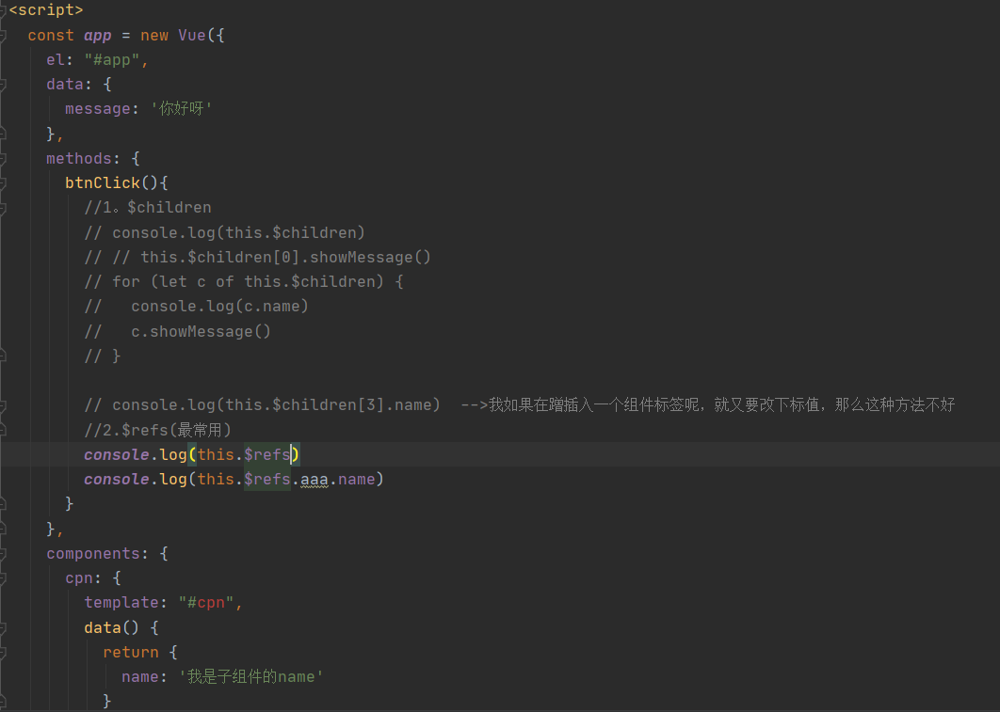 <script>
const app = new Vue({
el: "#app",
data: {
message: '你好呀'
},
methods: {
btnClick(){
//1。$children
// console.log(this.$children)
// // this.$children[0].showMessage()
// for (let c of this.$children) {
//   console.log(c.name)
//   c.showMessage()
// }
// console.log(this.$children[3].name)  -->我如果在蹭插入一个组件标签呢，就又要改下标值，那么这种方法不好
//2.$refs(最常用)
console.log(this.$refs)
console.log(this.$refs.aaa.name)
}
},
components: {
cpn: {
template: "#cpn",
data() {
return {
name: '我是子组件的name'
}